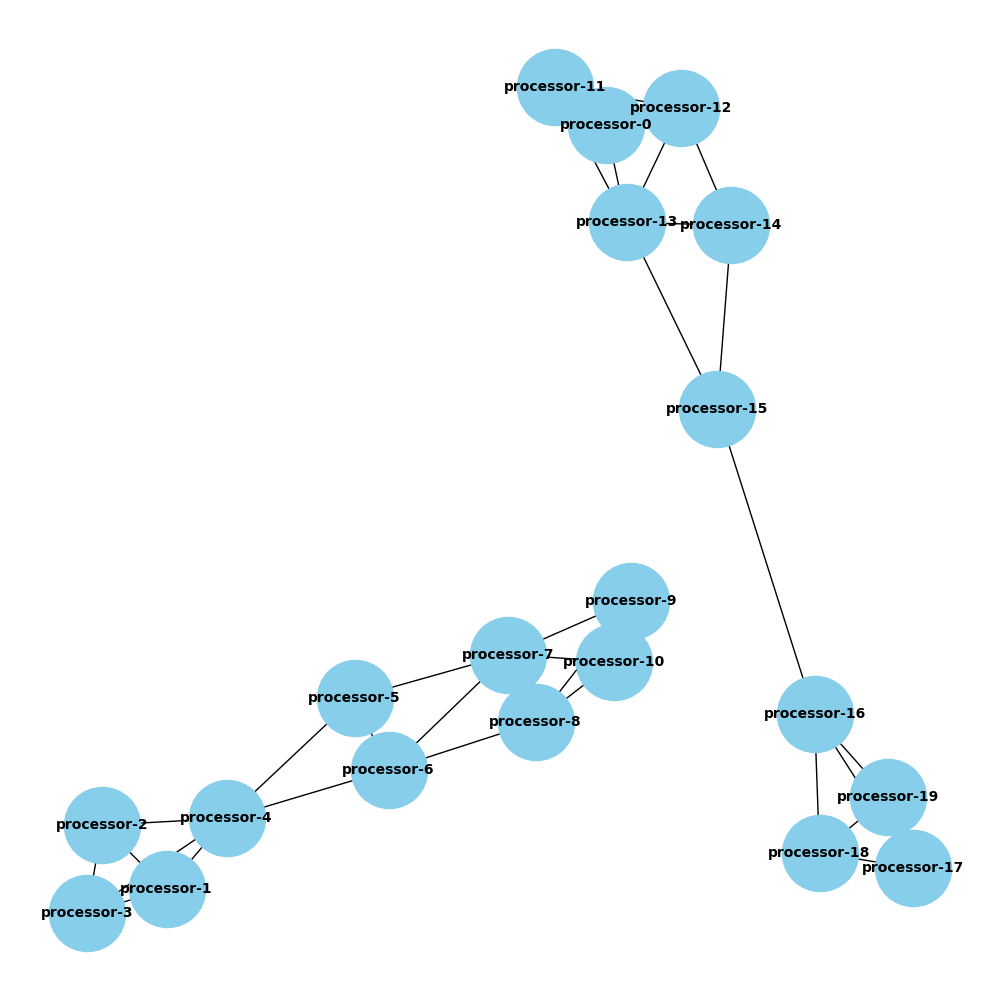 processor-11
processor-12
processor-0
processor-13
processor-14
processor-15
processor-9
processor-7
processor-10
processor-5
processor-16
processor-8
processor-6
processor-19
processor-4
processor-2
processor-18
processor-17
processor-1
processor-3